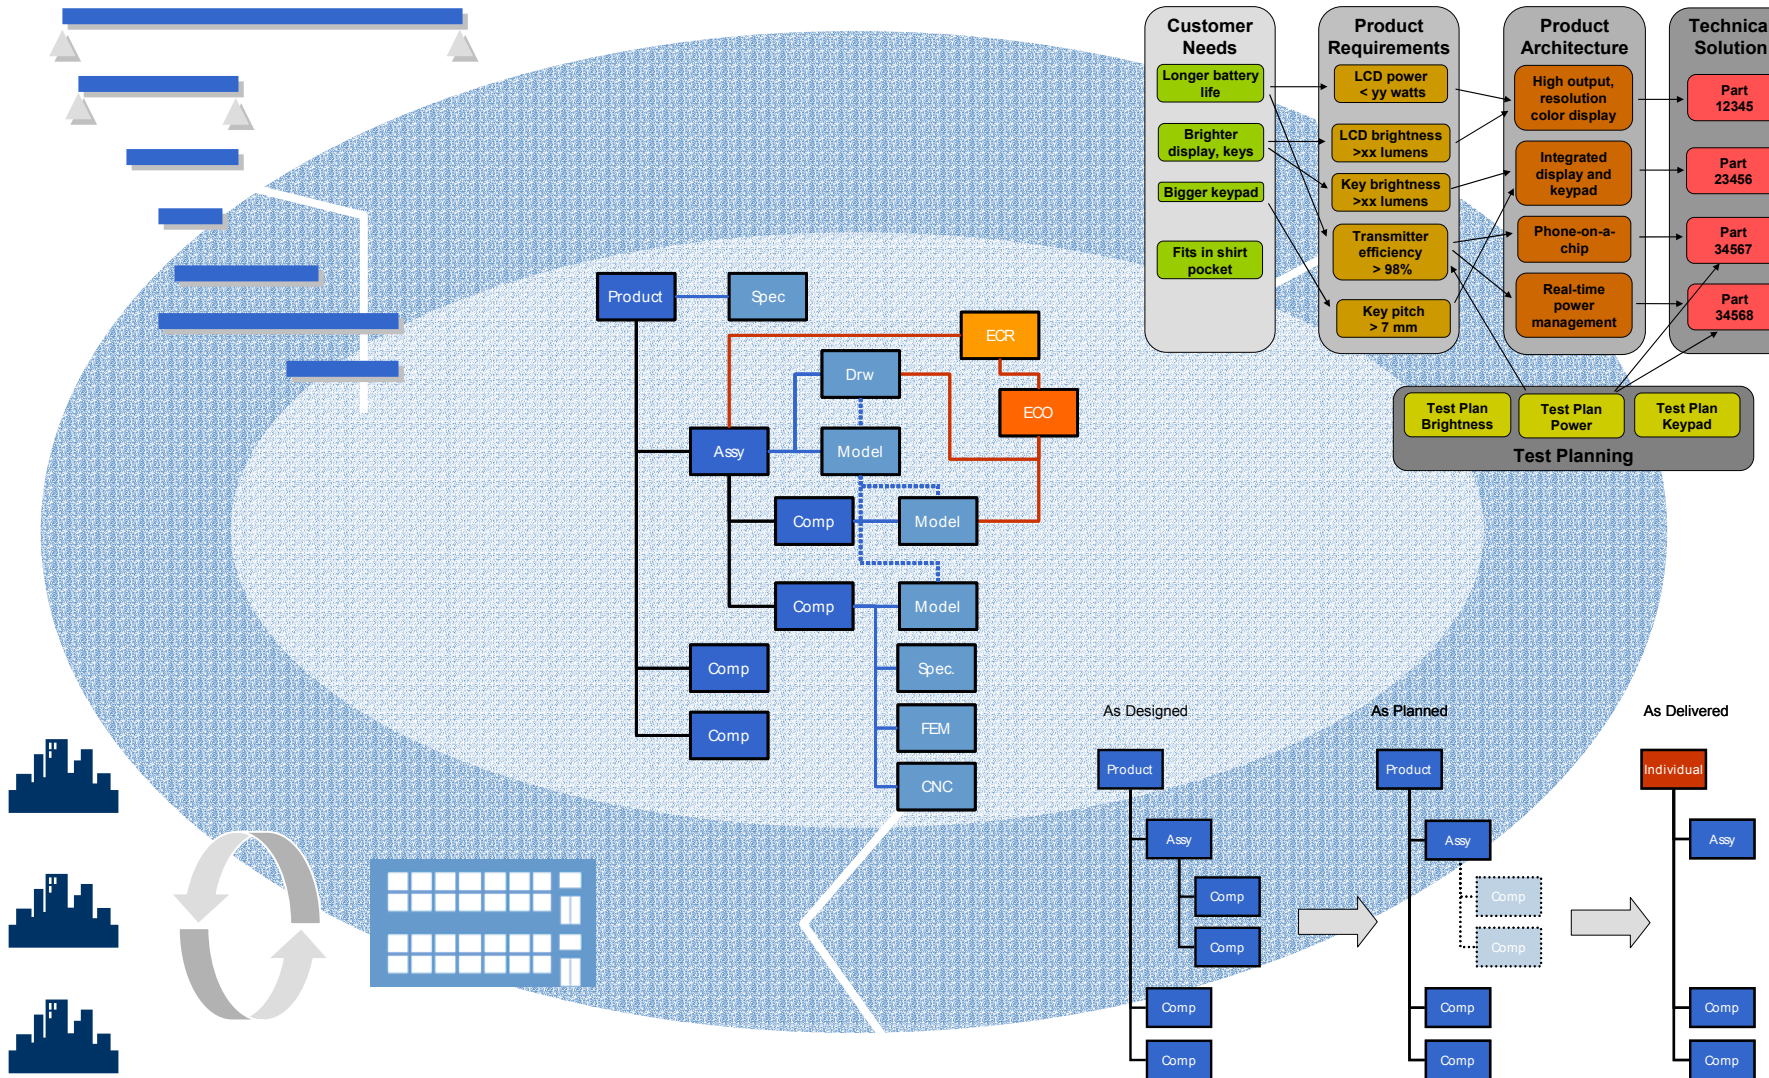 Customer
Needs
Longer battery
life
Brighter
display, keys
Bigger keypad
Fits in shirt
pocket
Product
Requirements
LCD power
< yy watts
LCD brightness
>xx lumens
Key brightness
>xx lumens
Transmitter
efficiency
> 98%
Key pitch
> 7 mm
Product
Architecture
High output,
resolution
color display
Integrated
display and
keypad
Phone-on-a-
chip
Real-time
power
management
Technica
Solution
Part
12345
Part
23456
Part
34567
Part
34568
Test Plan
Brightness
Test Plan
Power
Test Plan
Keypad
Test Planning
Product
Spec
ECR
Drw
ECO
Assy
Model
Comp
Model
Comp
Model
Comp
Spec.
Comp
FEM
CNC
As Designed
Product
Assy
Comp
Comp
Comp
Comp
As Planned
Product
Assy
Comp
Comp
Comp
Comp
As Delivered
Individual
Assy
Comp
Comp